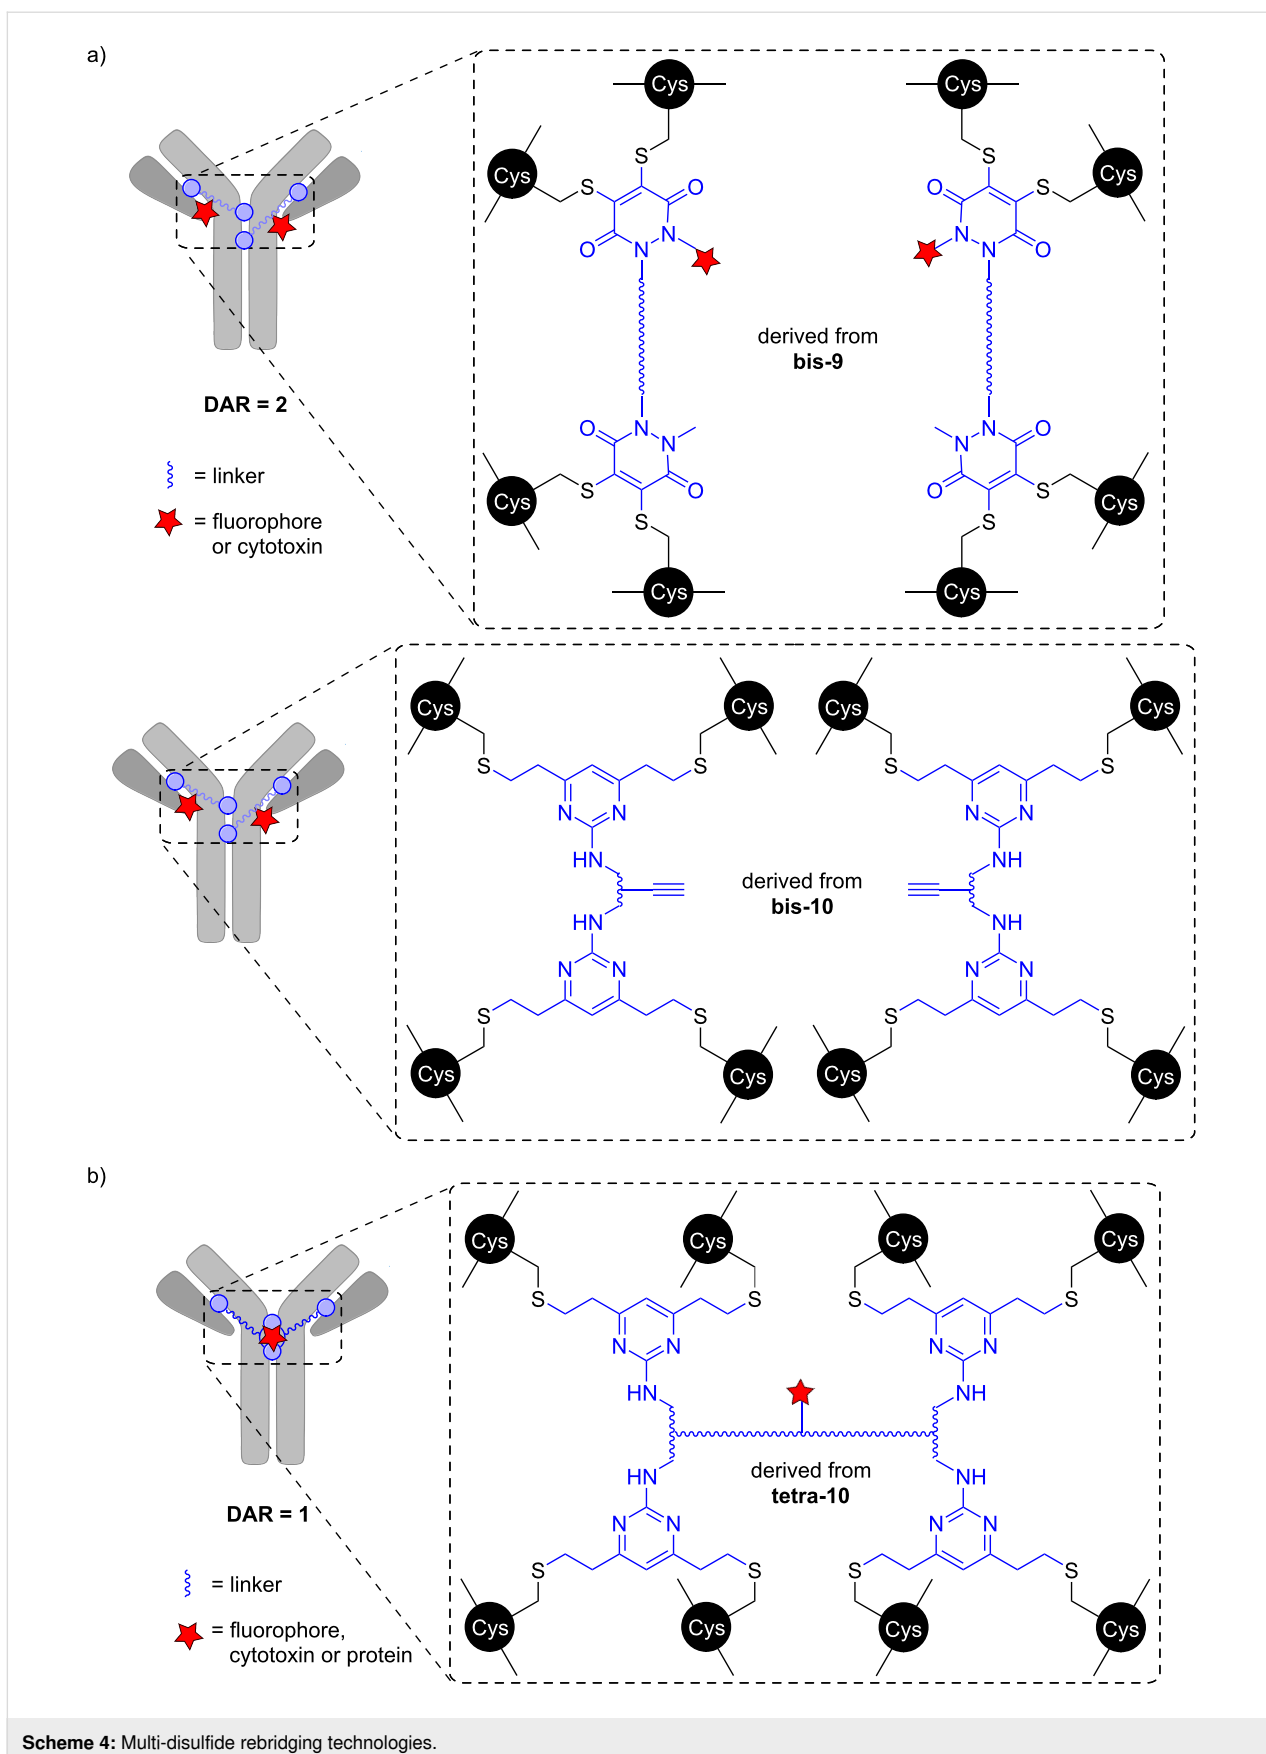 a)
Cys
Cys
Cys
Cys
S
S
S
S
O
O
O
O
N
N
N
N
derived from
bis-9
DAR = 2
= linker
= fluorophore
or cytotoxin
O
N
N
N
N
O
O
O
S
S
S
S
Cys
Cys
Cys
Cys
Cys
Cys
Cys
Cys
S
S
S
S
N
N
N
N
HN
NH
derived from
bis-10
HN
NH
N
N
N
N
S
S
S
S
Cys
Cys
Cys
Cys
b)
Cys
Cys
Cys
Cys
S
S
S
S
N
N
N
N
HN
NH
derived from
tetra-10
HN
NH
DAR = 1
N
N
N
N
S
S
S
S
= linker
= fluorophore,
cytotoxin or protein
Cys
Cys
Cys
Cys
Scheme 4: Multi-disulfide rebridging technologies.